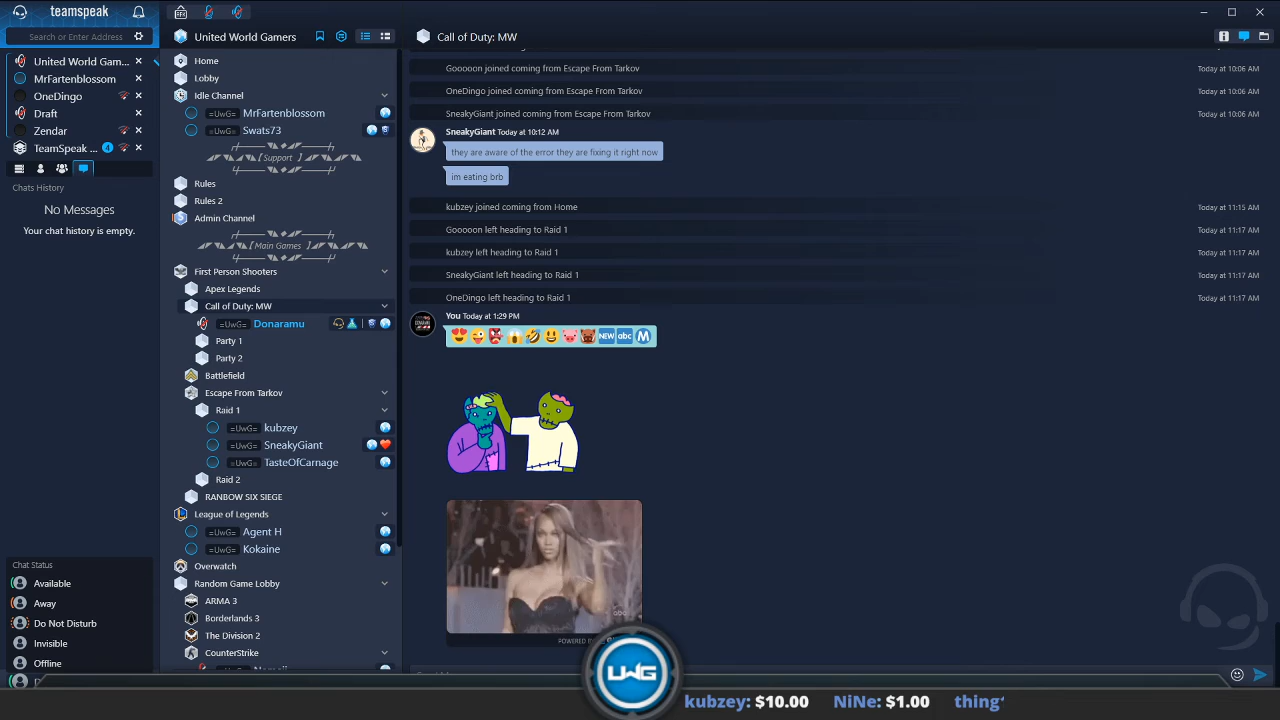 teamspeak
Search or Enter Address
United World Gam...
MrFartenblossom
OneDingo
Draft
Zendar
TeamSpeak ... 4
Chats History
No Messages
Your chat history is empty.
Chat Status
Available
Away
Do Not Disturb
Invisible
Offline
United World Gamers
Home
Lobby
Idle Channel
=UwG= MrFartenblossom
=UwG= Swats73
[ Support ]
Rules
Rules 2
Admin Channel
[ Main Games ]
First Person Shooters
Apex Legends
Call of Duty: MW
=UwG= Donaramu
Party 1
Party 2
Battlefield
Escape From Tarkov
Raid 1
=UwG= kubzey
=UwG= SneakyGiant
=UwG= TasteOfCarnage
Raid 2
RANBOW SIX SIEGE
League of Legends
=UwG= Agent H
=UwG= Kokaine
Overwatch
Random Game Lobby
ARMA 3
Borderlands 3
The Division 2
CounterStrike
Call of Duty: MW
Gooooon joined coming from Escape From Tarkov Today at 10:06 AM
OneDingo joined coming from Escape From Tarkov Today at 10:06 AM
SneakyGiant joined coming from Escape From Tarkov Today at 10:06 AM
SneakyGiant Today at 10:12 AM
they are aware of the error they are fixing it right now
im eating brb
kubzey joined coming from Home Today at 11:15 AM
Gooooon left heading to Raid 1 Today at 11:17 AM
kubzey left heading to Raid 1 Today at 11:17 AM
SneakyGiant left heading to Raid 1 Today at 11:17 AM
OneDingo left heading to Raid 1 Today at 11:17 AM
You Today at 1:29 PM
NEW abc M
abc
POWERED
UWG
kubzey: $10.00 NiNe: $1.00 thing